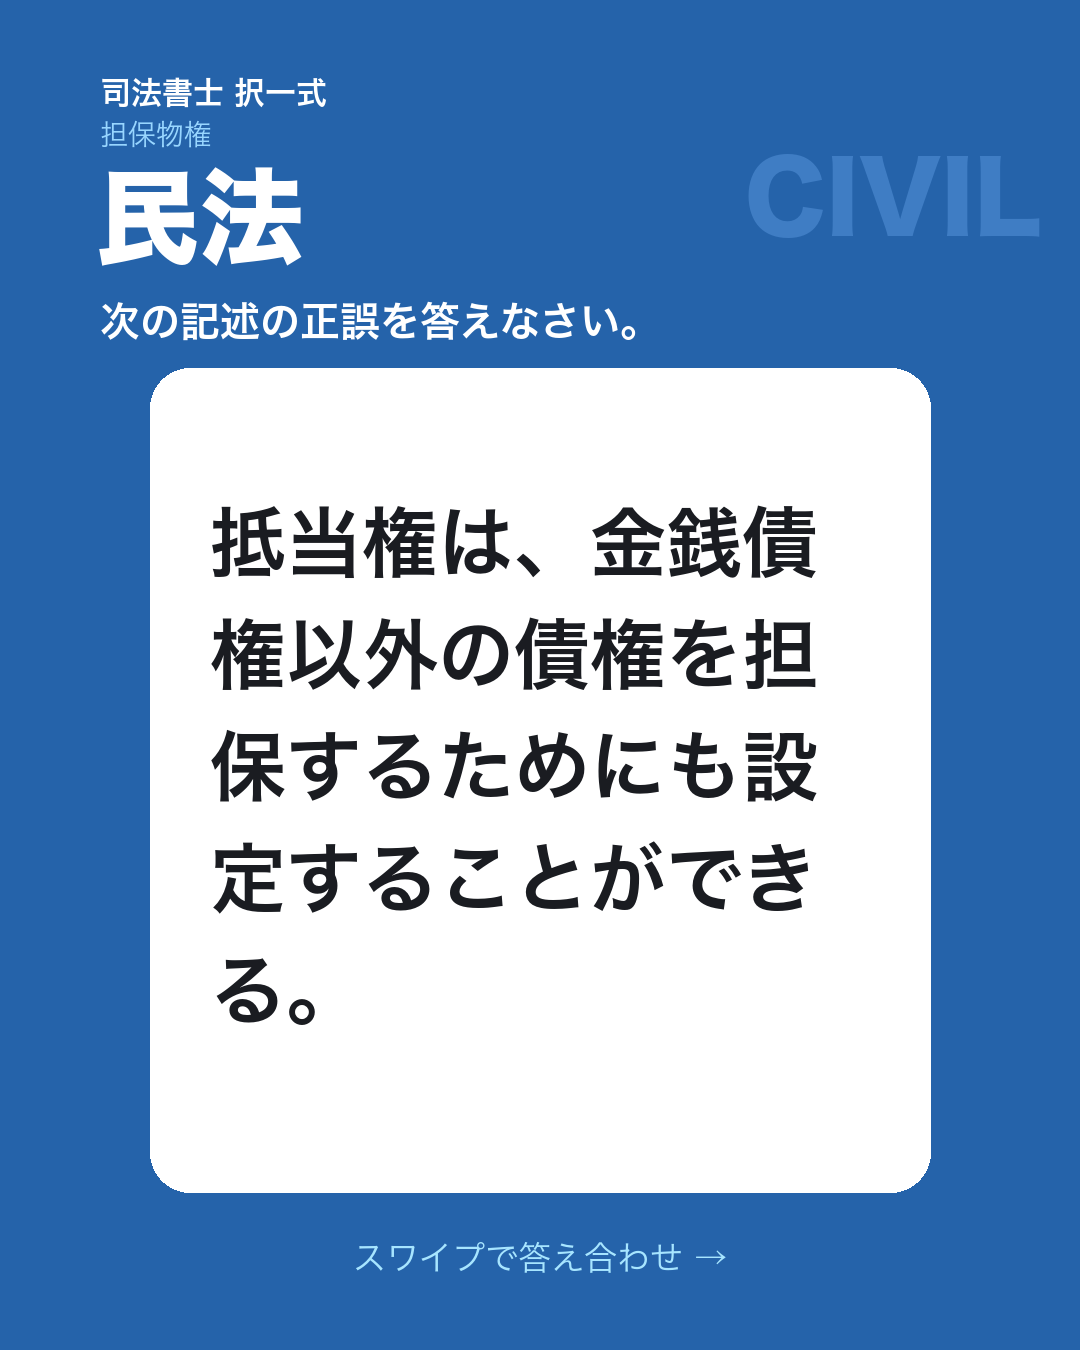 司法書士 択一式
担保物権
民法
CIVIL
次の記述の正誤を答えなさい。
抵当権は、金銭債
権以外の債権を担
保するためにも設
定することができ
る。
スワイプで答え合わせ →